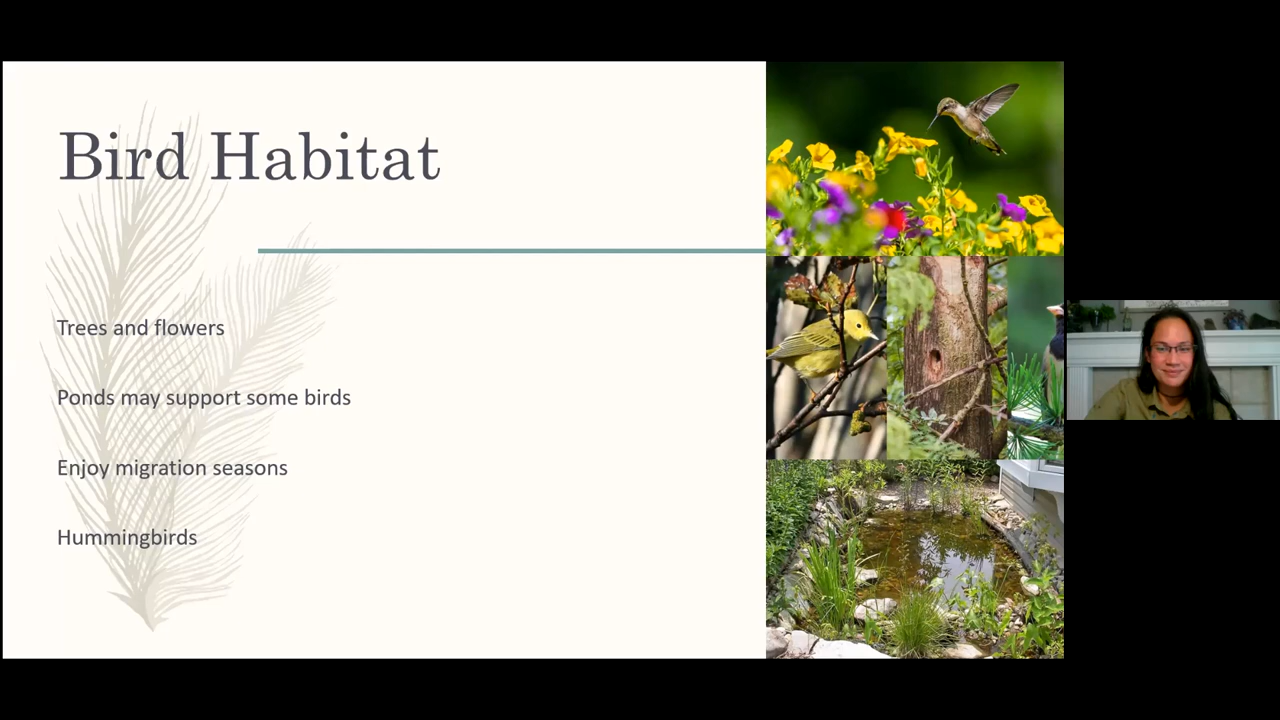 Bird Habitat
Trees and flowers
Ponds may support some birds
Enjoy migration seasons
Hummingbirds